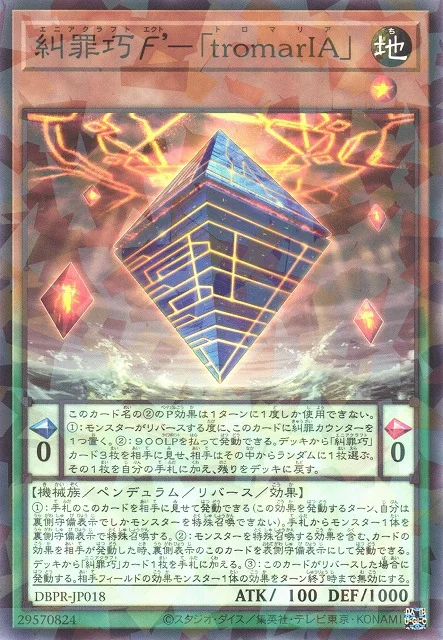 糾罪巧F'－「tromarIA」
エニアクラフト エクト トロマリア
地
0
0
このカード名の②のP効果は1ターンに1度しか使用できない。
①:モンスターがリバースする度に、このカードに糾罪カウンターを
1つ置く。②:900LPを払って発動できる。デッキから「糾罪巧」
カード3枚を相手に見せ、相手はその中からランダムに1枚選ぶ。
その1枚を自分の手札に加え、残りをデッキに戻す。
【機械族／ペンデュラム／リバース／効果】
①:手札のこのカードを相手に見せて発動できる(この効果を発動するターン、自分は
裏側守備表示でしかモンスターを特殊召喚できない)。手札からモンスター1体を
裏側守備表示で特殊召喚する。②:モンスターを特殊召喚する効果を含む、カードの
効果を相手が発動した時、裏側表示のこのカードを表側守備表示にして発動できる。
デッキから「糾罪巧」カード1枚を手札に加える。③:このカードがリバースした場合に
発動する。相手フィールドの効果モンスター1体の効果をターン終了時まで無効にする。
DBPR-JP018
ATK/ 100 DEF/1000
29570824
©スタジオ・ダイス/集英社・テレビ東京・KONAMI